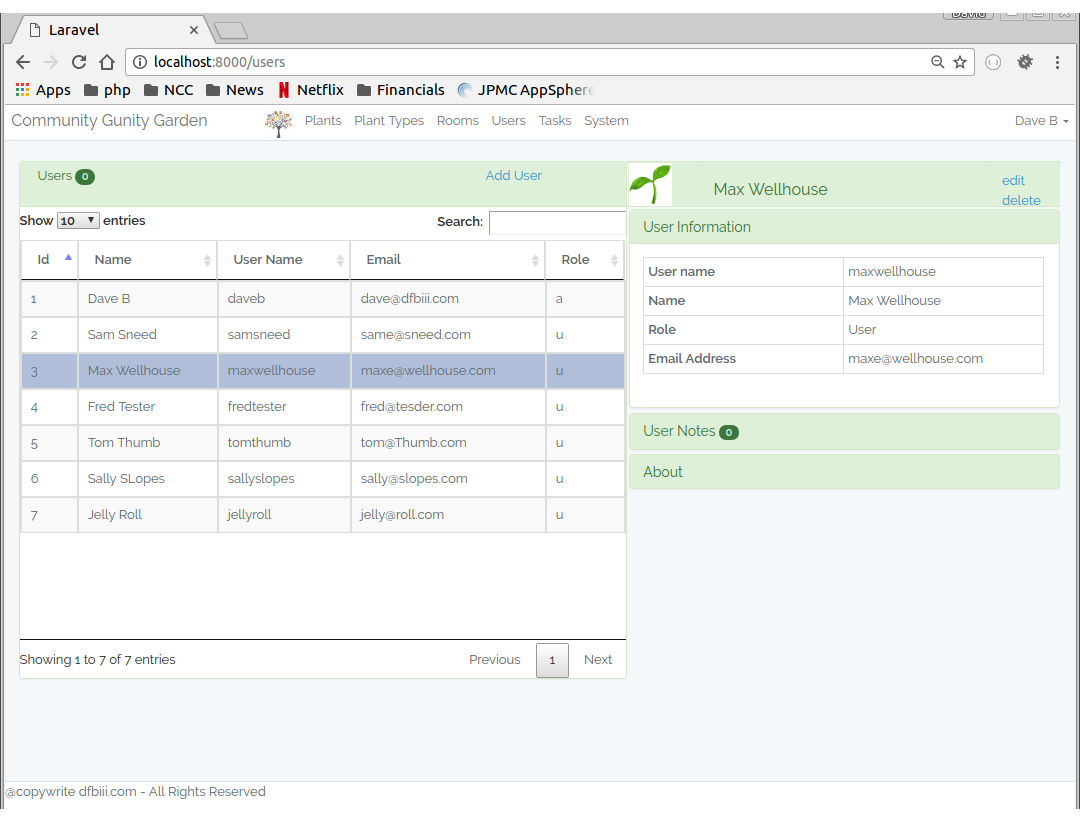 David
Laravel
localhost:8000/users
Apps php NCC News Netflix Financials JPMC AppSphere
Community Gunity Garden Plants Plant Types Rooms Users Tasks System Dave B
Users 0 Add User
Max Wellhouse
edit
delete
Show 10 entries Search:
Id Name User Name Email Role
1 Dave B daveb dave@dfbiii.com a
2 Sam Sneed samsneed same@sneed.com u
3 Max Wellhouse maxwellhouse maxe@wellhouse.com u
4 Fred Tester fredtester fred@tesder.com u
5 Tom Thumb tomthumb tom@Thumb.com u
6 Sally SLopes sallyslopes sally@slopes.com u
7 Jelly Roll jellyroll jelly@roll.com u
Showing 1 to 7 of 7 entries Previous 1 Next
User Information
User name maxwellhouse
Name Max Wellhouse
Role User
Email Address maxe@wellhouse.com
User Notes 0
About
@copywrite dfbiii.com - All Rights Reserved